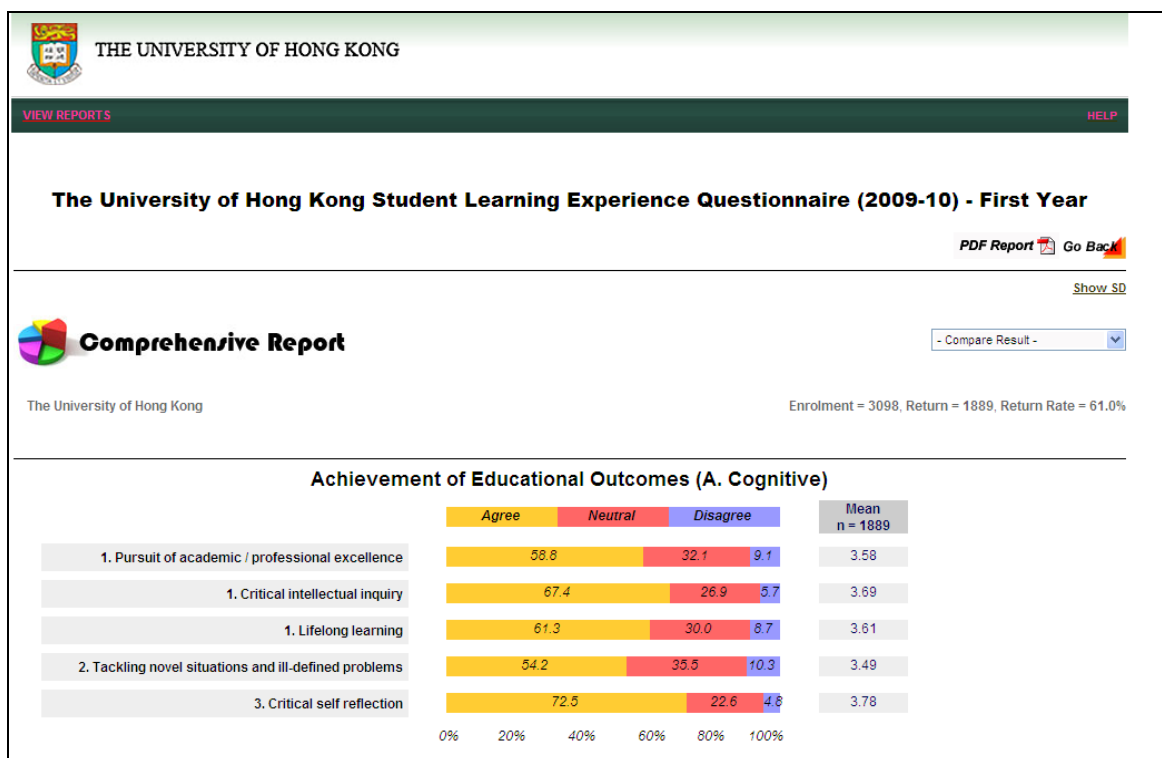 THE UNIVERSITY OF HONG KONG
VIEW REPORTS HELP
The University of Hong Kong Student Learning Experience Questionnaire (2009-10) - First Year
PDF Report Go Back
Show SD
Comprehensive Report
- Compare Result -
The University of Hong Kong Enrolment = 3098, Return = 1889, Return Rate = 61.0%
Achievement of Educational Outcomes (A. Cognitive)
Agree Neutral Disagree Mean
n = 1889
1. Pursuit of academic / professional excellence 58.8 32.1 9.1 3.58
1. Critical intellectual inquiry 67.4 26.9 5.7 3.69
1. Lifelong learning 61.3 30.0 8.7 3.61
2. Tackling novel situations and ill-defined problems 54.2 35.5 10.3 3.49
3. Critical self reflection 72.5 22.6 4.8 3.78
0% 20% 40% 60% 80% 100%